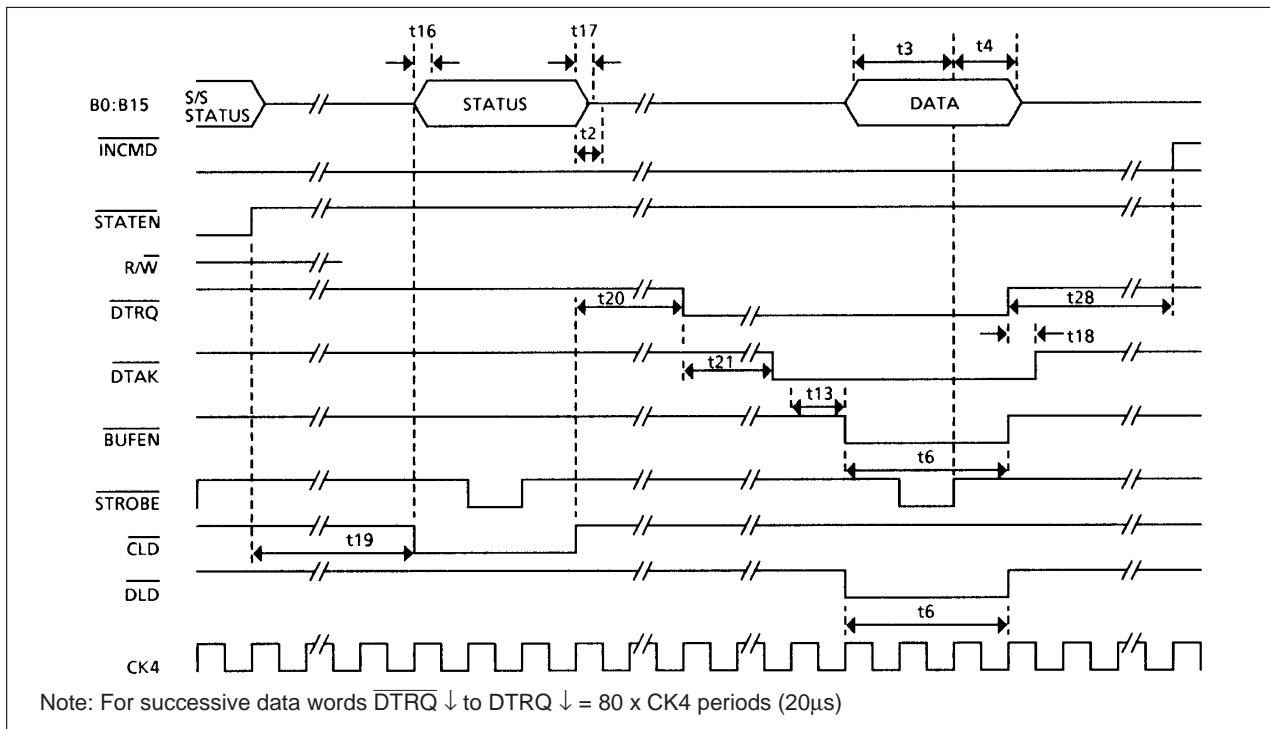 t16 t17 t3 t4
B0:B15 S/S STATUS STATUS DATA
t2
INCMD
STATEN
R/W
DTRQ t20 t28
t18
DTAK t21
t13
BUFEN
t6
STROBE
CLD t19
DLD
t6
CK4
Note: For successive data words DTRQ ↓ to DTRQ ↓ = 80 x CK4 periods (20µs)